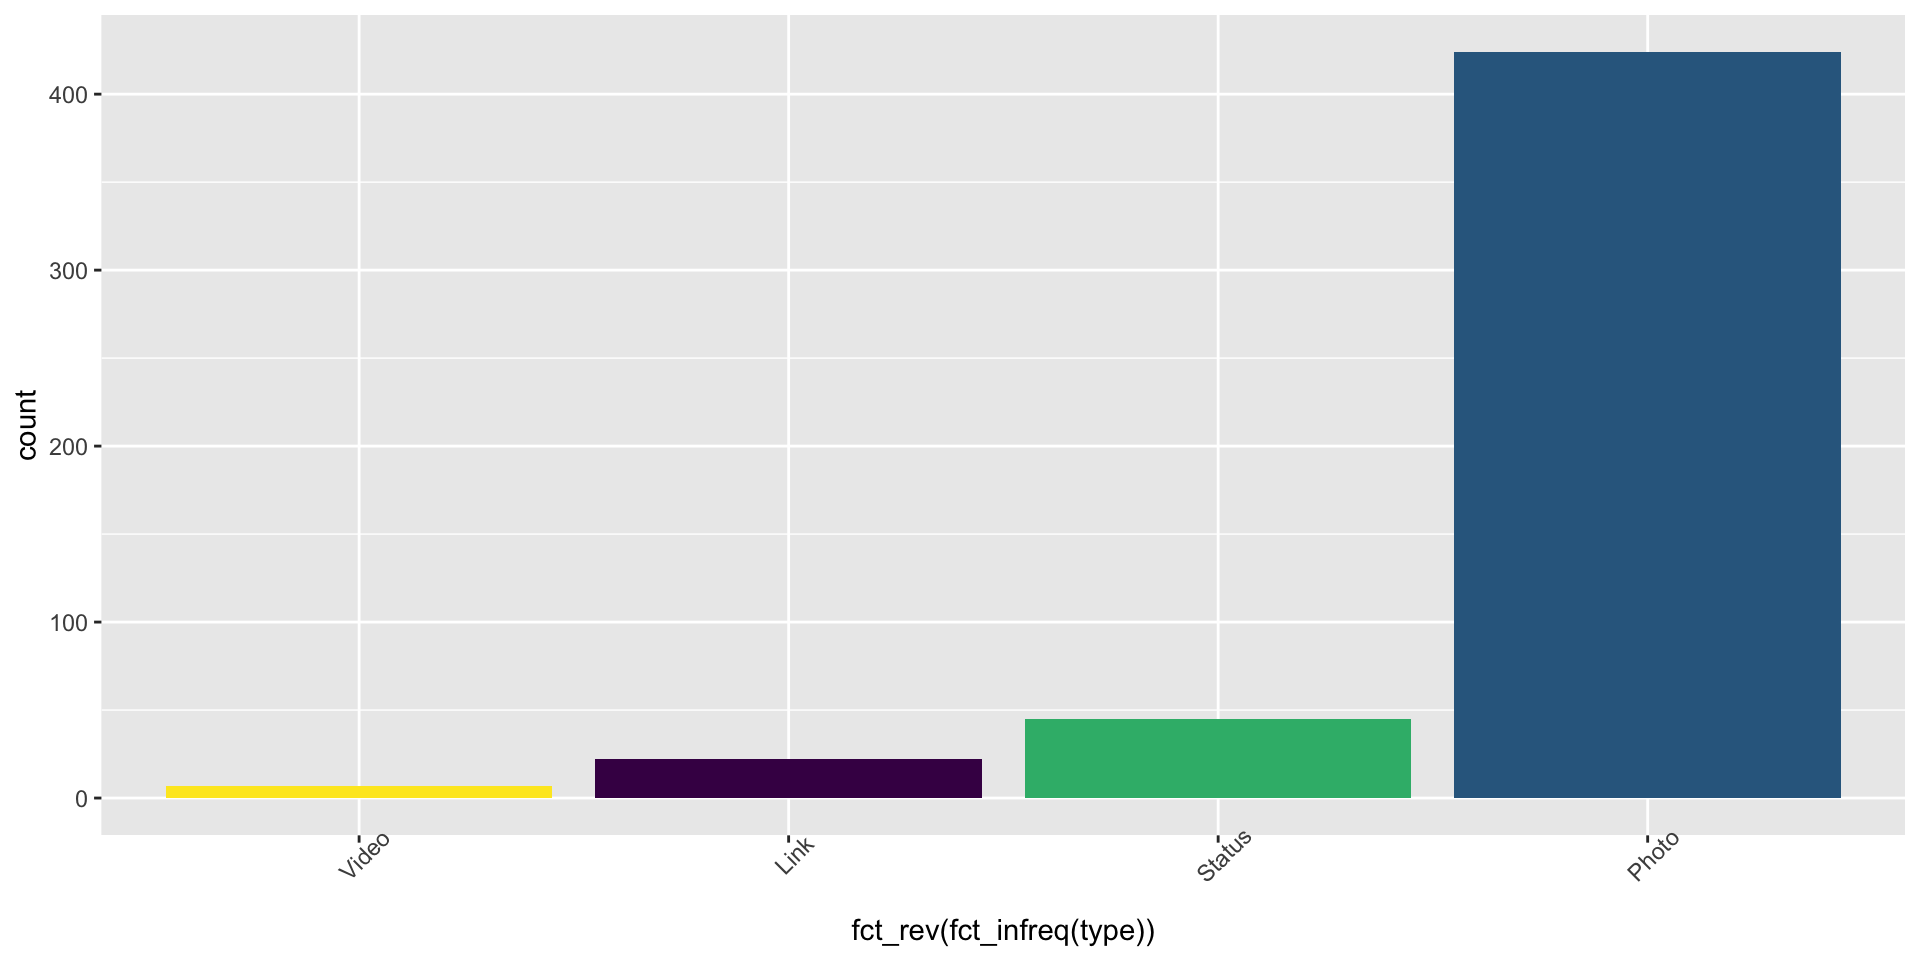 count
400
300
200
100
0
Video
Link
Status
Photo
fct_rev(fct_infreq(type))